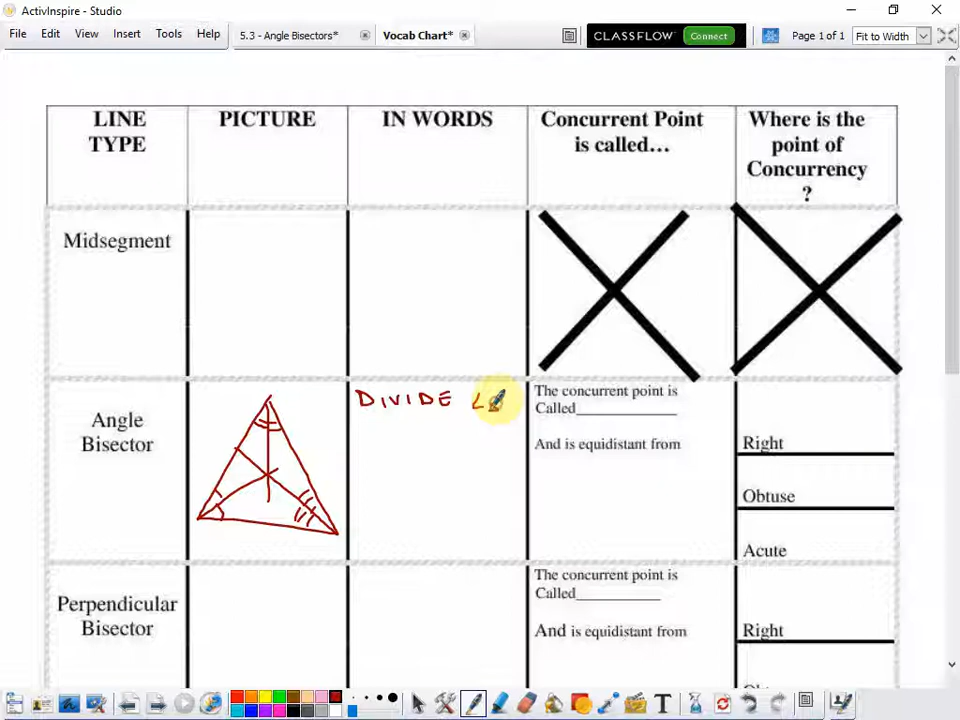 ActivInspire - Studio
File Edit View Insert Tools Help
5.3 - Angle Bisectors*
Vocab Chart*
CLASSFLOW Connect
Page 1 of 1
Fit to Width
LINE
TYPE
PICTURE
IN WORDS
Concurrent Point
is called…
Where is the
point of
Concurrency
?
Midsegment
Angle
Bisector
DIVIDE ∠
The concurrent point is
Called____________
And is equidistant from
Right
Obtuse
Acute
Perpendicular
Bisector
The concurrent point is
Called__________
And is equidistant from
Right